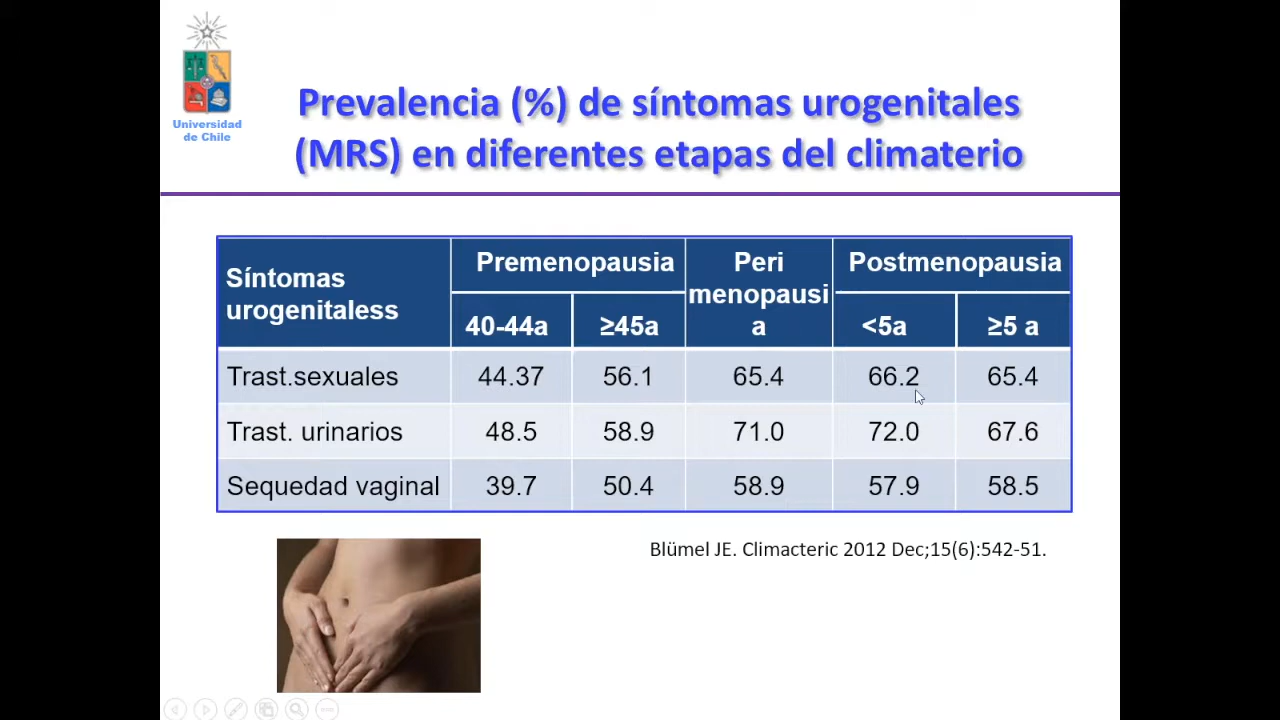 Universidad
de Chile
Prevalencia (%) de síntomas urogenitales
(MRS) en diferentes etapas del climaterio
Síntomas
urogenitaless
Premenopausia
Peri
menopausi
a
Postmenopausia
40-44a
≥45a
<5a
≥5 a
Trast.sexuales 44.37 56.1 65.4 66.2 65.4
Trast. urinarios 48.5 58.9 71.0 72.0 67.6
Sequedad vaginal 39.7 50.4 58.9 57.9 58.5
Blümel JE. Climacteric 2012 Dec;15(6):542-51.